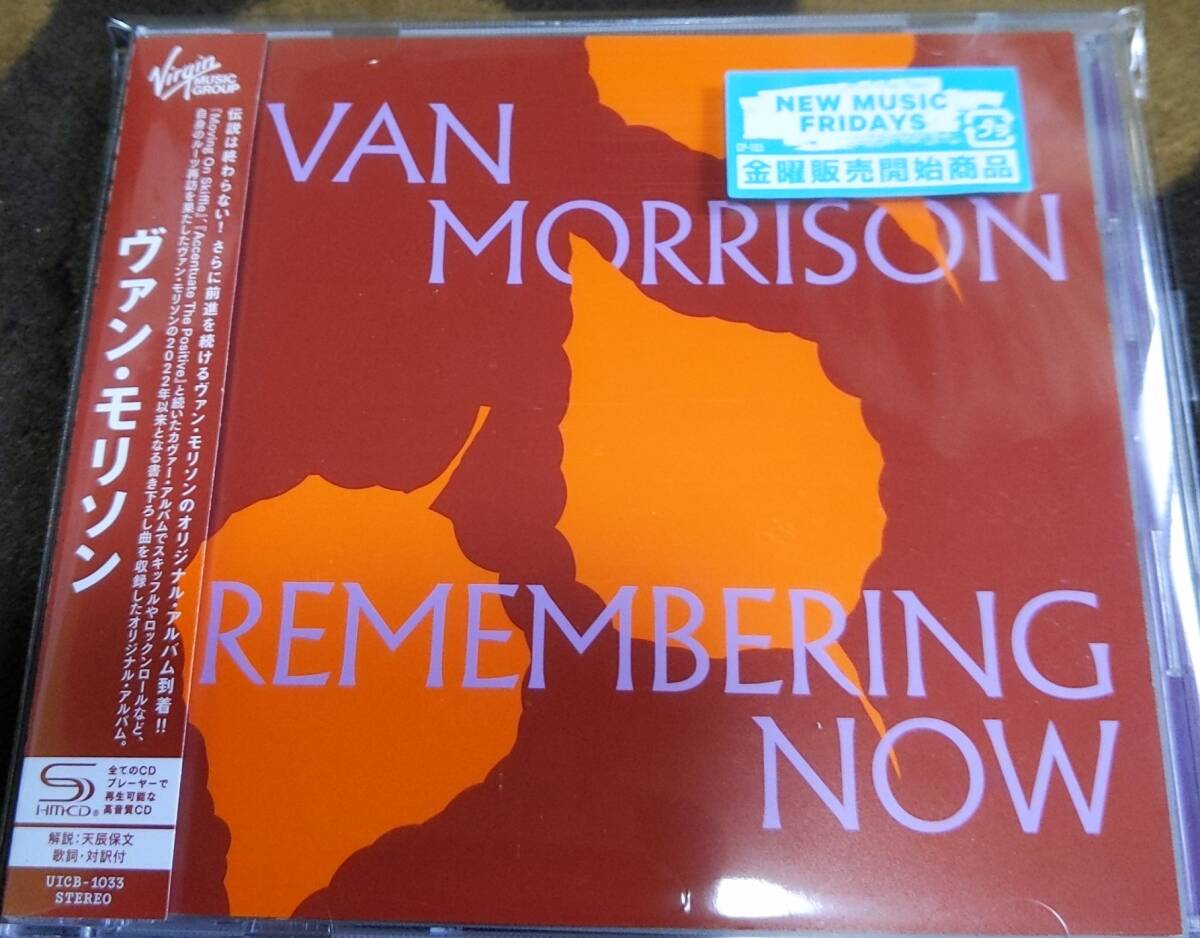 Virgin
MUSIC
GROUP
伝説は終わらない！さらに前進を続けるヴァン・モリソンのオリジナル・アルバム到着!!
『Moving On Skiffle』、『Accentuate The Positive』と続いたカヴァー・アルバムでスキッフルやロックンロールなど、
自身のルーツ再訪を果たしたヴァン・モリソンの2022年以来となる書き下ろし曲を収録したオリジナル・アルバム。
ヴァン・モリソン
SHM-CD®
全てのCD
プレーヤーで
再生可能な
高音質CD
解説：天辰保文
歌詞・対訳付
UICB-1033
STEREO
VAN
MORRISON
NEW MUSIC
FRIDAYS
プラ
金曜販売開始商品
REMEMBERING
NOW